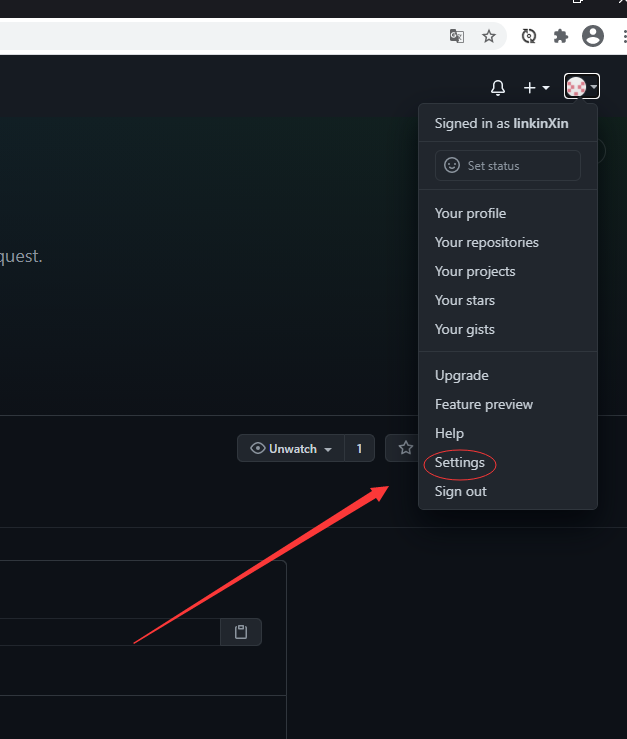 Signed in as linkinXin
Set status
Your profile
Your repositories
quest.
Your projects
Your stars
Your gists
Upgrade
Feature preview
Help
Unwatch 1
Settings
Sign out